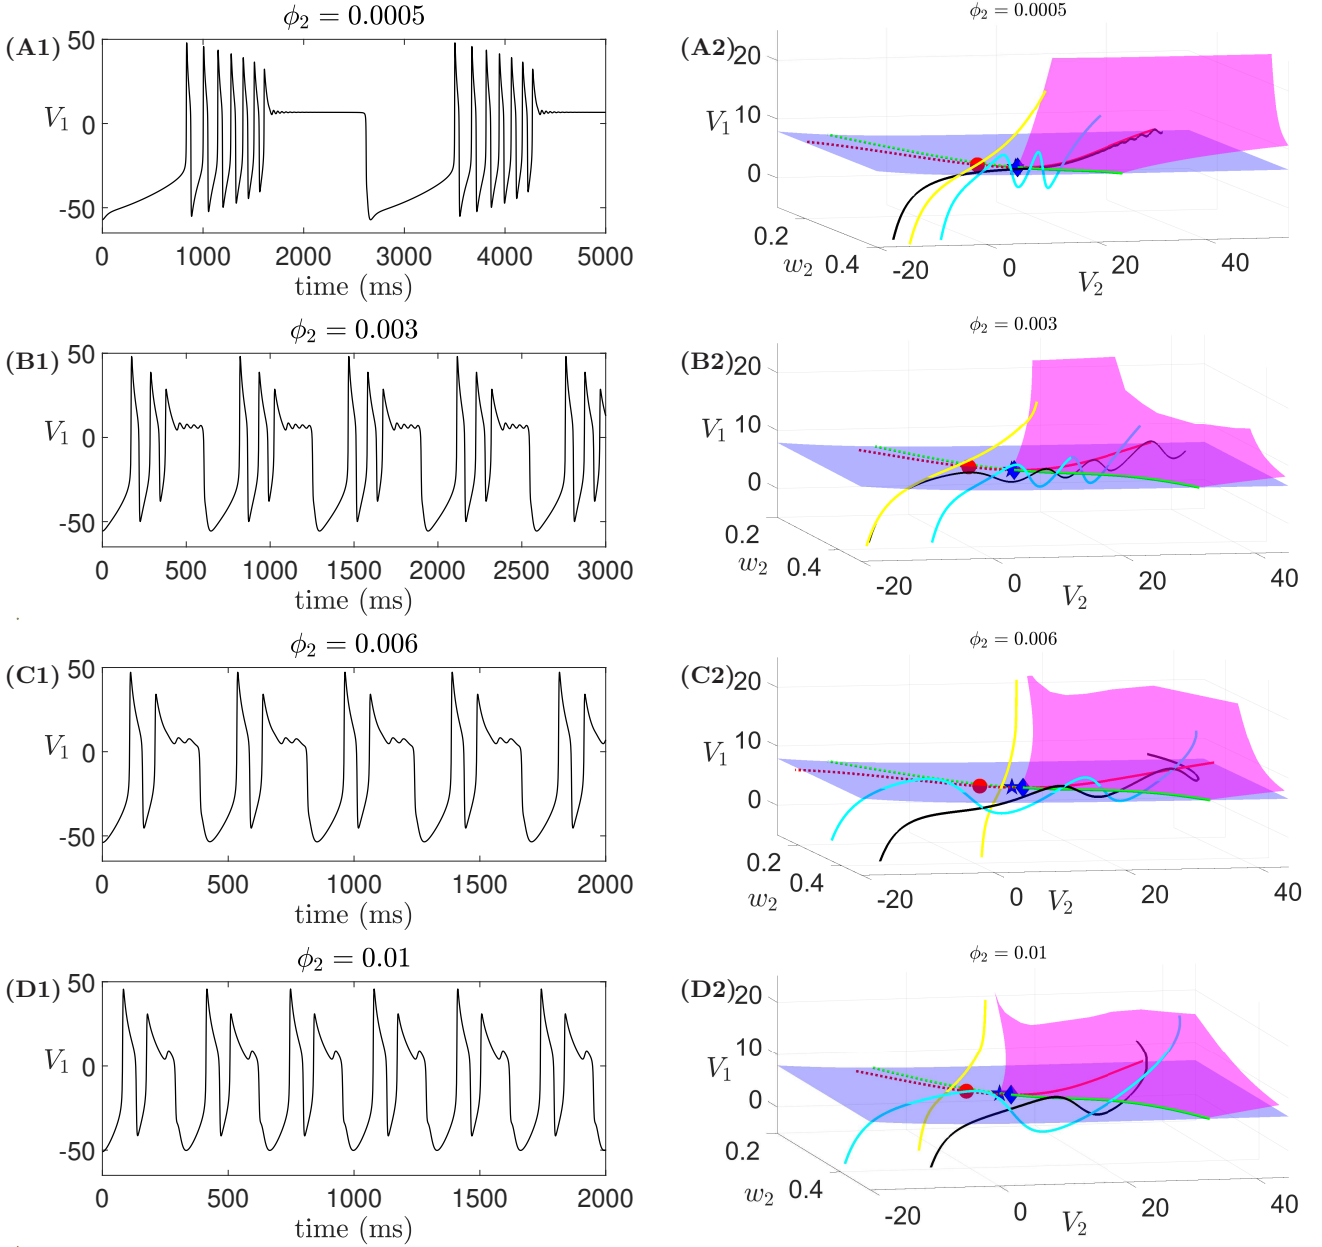 ϕ₂ = 0.0005
(A1)
50
V₁
0
-50
0 1000 2000 3000 4000 5000
time (ms)
ϕ₂ = 0.0005
(A2)
20
V₁ 10
0
0.2
w₂ 0.4 -20 0 20 40
V₂
ϕ₂ = 0.003
(B1)
50
V₁
0
-50
0 500 1000 1500 2000 2500 3000
time (ms)
ϕ₂ = 0.003
(B2)
20
V₁ 10
0
0.2
w₂ 0.4 -20 0 20 40
V₂
ϕ₂ = 0.006
(C1)
50
V₁
0
-50
0 500 1000 1500 2000
time (ms)
ϕ₂ = 0.006
(C2)
20
V₁ 10
0
0.2
w₂ 0.4 -20 0 20 40
V₂
ϕ₂ = 0.01
(D1)
50
V₁
0
-50
0 500 1000 1500 2000
time (ms)
ϕ₂ = 0.01
(D2)
20
V₁ 10
0
0.2
w₂ 0.4 -20 0 20 40
V₂